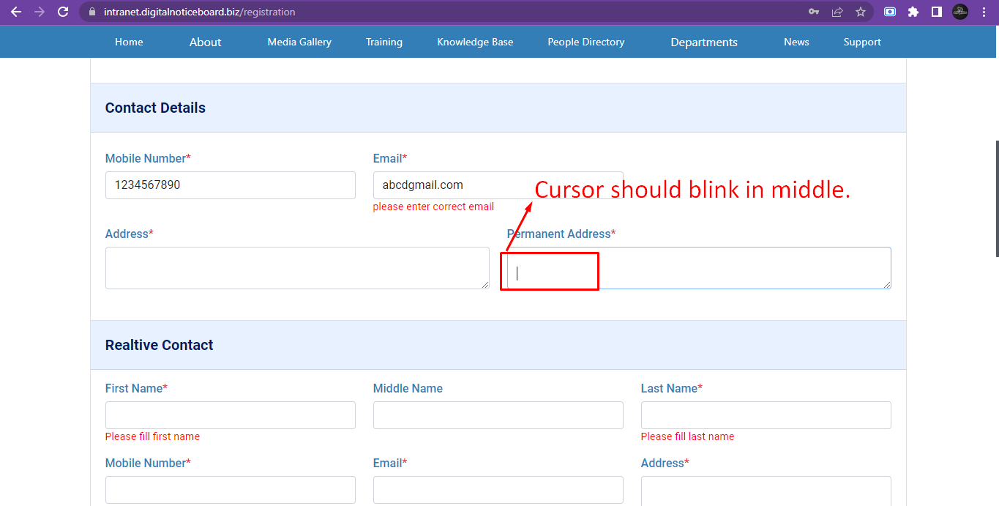 intranet.digitalnoticeboard.biz/registration
Home About Media Gallery Training Knowledge Base People Directory Departments News Support
Contact Details
Mobile Number* Email*
1234567890 abcdgmail.com
Cursor should blink in middle.
please enter correct email
Address* Permanent Address*
Realtive Contact
First Name* Middle Name Last Name*
Please fill first name Please fill last name
Mobile Number* Email* Address*